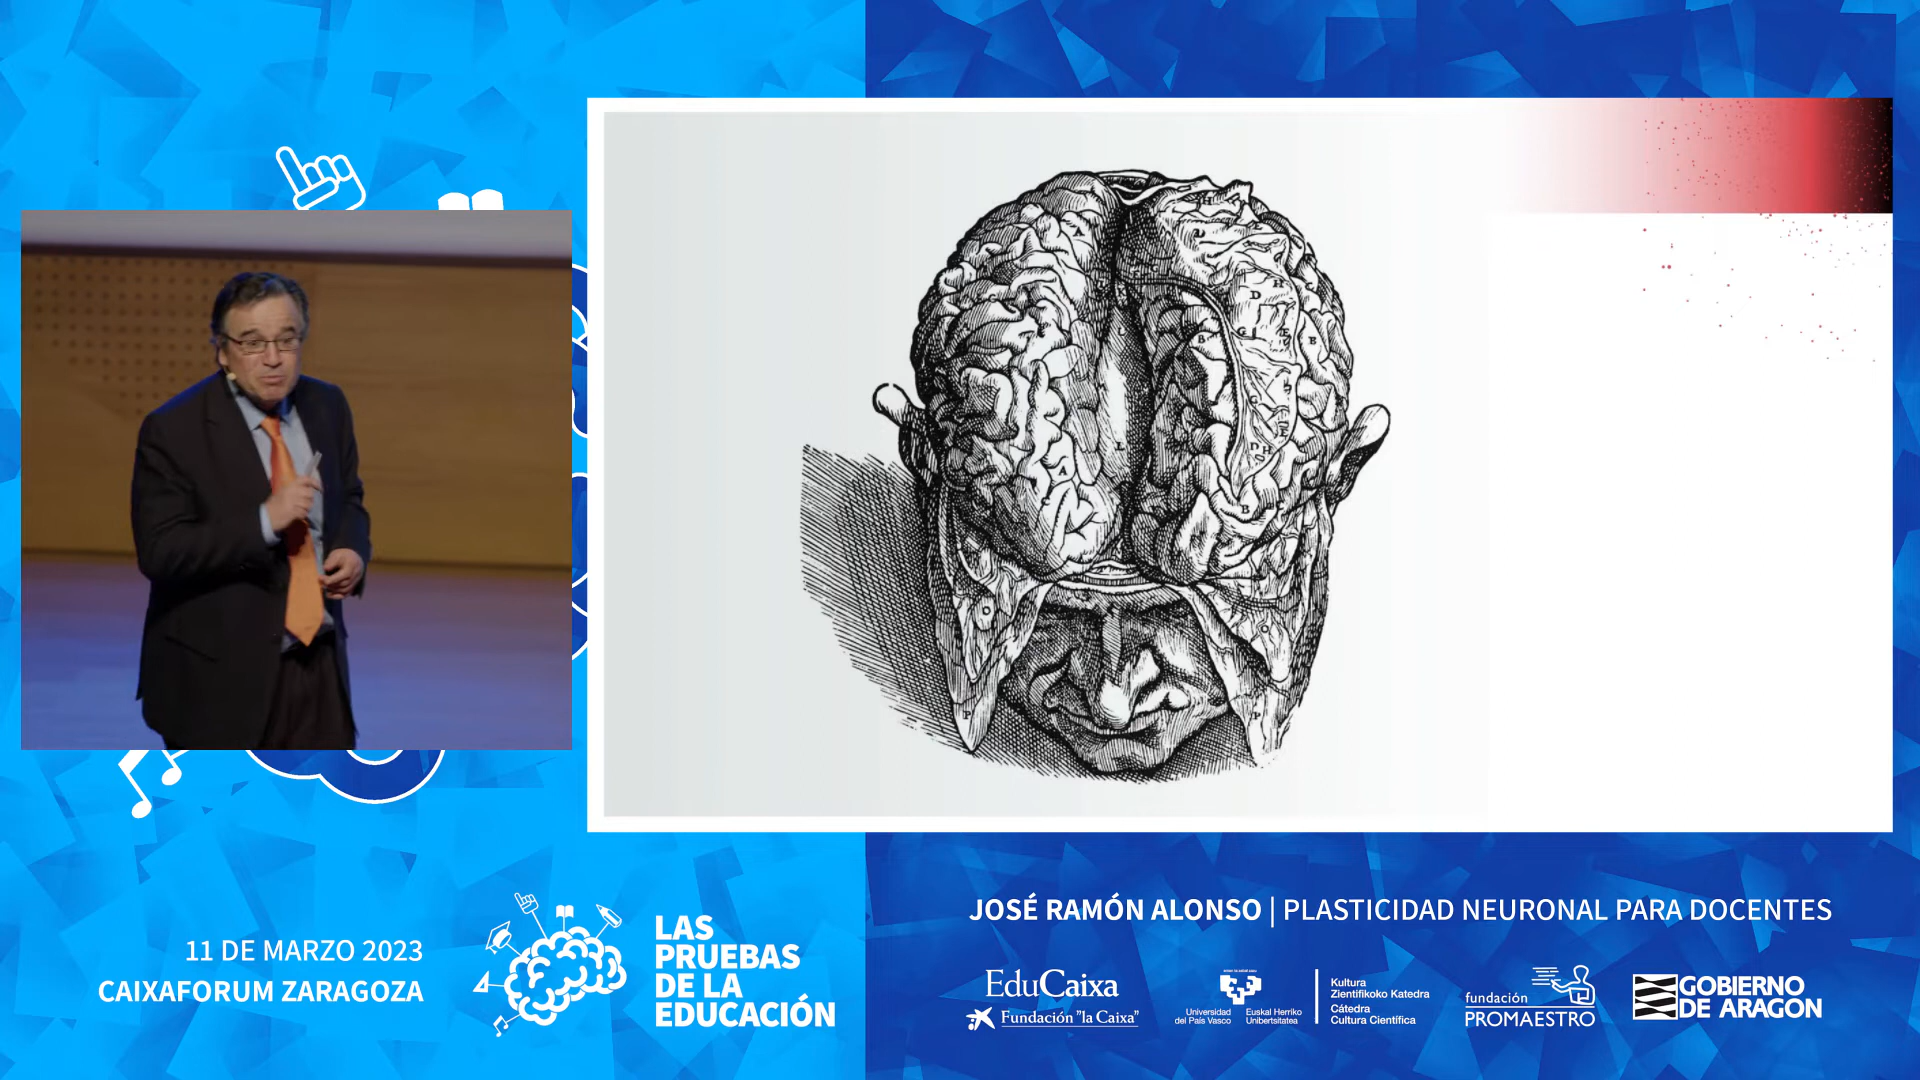 11 DE MARZO 2023
CAIXAFORUM ZARAGOZA
LAS
PRUEBAS
DE LA
EDUCACIÓN
JOSÉ RAMÓN ALONSO | PLASTICIDAD NEURONAL PARA DOCENTES
EduCaixa
Fundación "la Caixa"
Universidad
del País Vasco
Euskal Herriko
Unibertsitatea
Kultura
Zientifikoko Katedra
Cátedra
Cultura Científica
fundación
PROMAESTRO
GOBIERNO
DE ARAGON